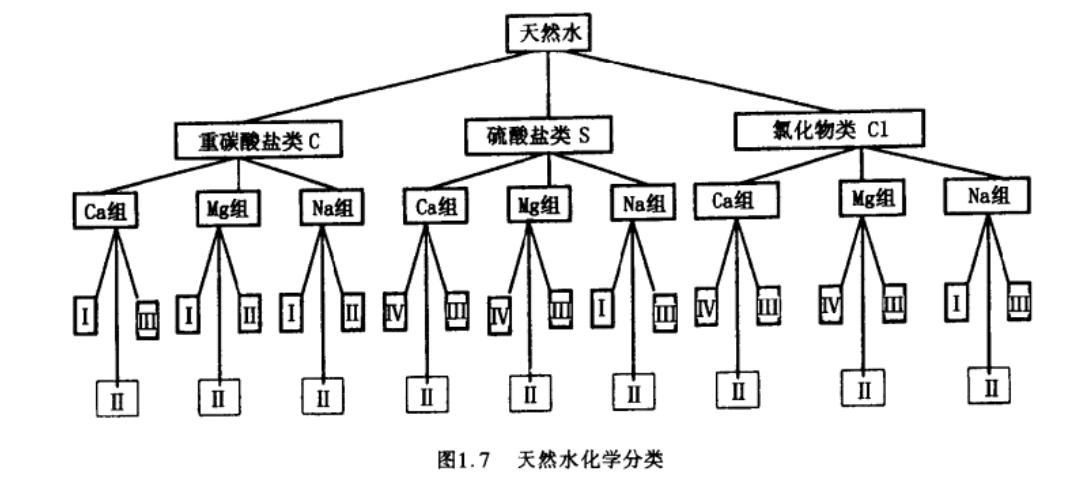 天然水
重碳酸盐类 C 硫酸盐类 S 氯化物类 Cl
Ca组 Mg组 Na组 Ca组 Mg组 Na组 Ca组 Mg组 Na组
I III I II I II IV III IV III I III IV III IV III I III
II II II II II II II II II
图1.7 天然水化学分类